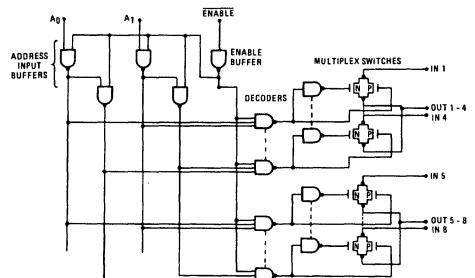 A0
A1
ENABLE
ADDRESS
INPUT
BUFFERS
ENABLE
BUFFER
MULTIPLEX SWITCHES
IN 1
DECODERS
N P
OUT 1 - 4
IN 4
N P
IN 5
N P
OUT 5 - 8
IN 8
N P